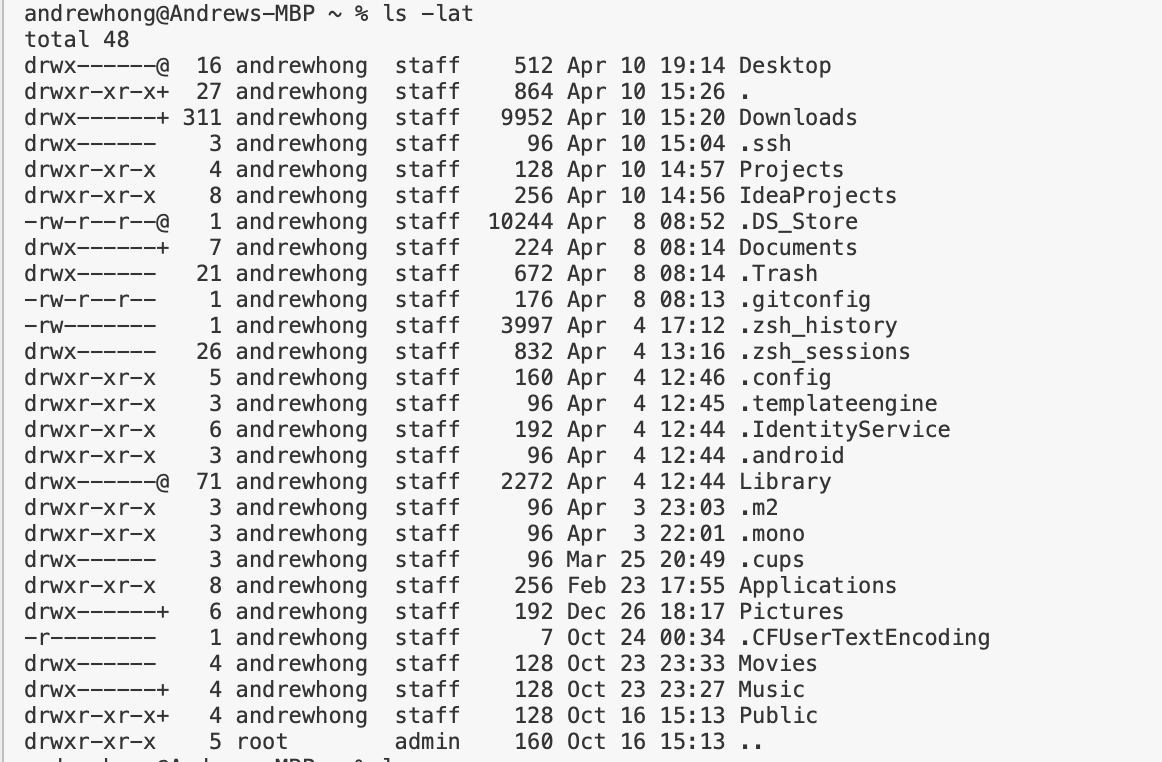 andrewhong@Andrews-MBP ~ % ls -lat
total 48
drwx------@  16 andrewhong  staff    512 Apr 10 19:14 Desktop
drwxr-xr-x+  27 andrewhong  staff    864 Apr 10 15:26 .
drwx------+ 311 andrewhong  staff   9952 Apr 10 15:20 Downloads
drwx------    3 andrewhong  staff     96 Apr 10 15:04 .ssh
drwxr-xr-x    4 andrewhong  staff    128 Apr 10 14:57 Projects
drwxr-xr-x    8 andrewhong  staff    256 Apr 10 14:56 IdeaProjects
-rw-r--r--@   1 andrewhong  staff  10244 Apr  8 08:52 .DS_Store
drwx------+   7 andrewhong  staff    224 Apr  8 08:14 Documents
drwx------   21 andrewhong  staff    672 Apr  8 08:14 .Trash
-rw-r--r--    1 andrewhong  staff    176 Apr  8 08:13 .gitconfig
-rw-------    1 andrewhong  staff   3997 Apr  4 17:12 .zsh_history
drwx------   26 andrewhong  staff    832 Apr  4 13:16 .zsh_sessions
drwxr-xr-x    5 andrewhong  staff    160 Apr  4 12:46 .config
drwxr-xr-x    3 andrewhong  staff     96 Apr  4 12:45 .templateengine
drwxr-xr-x    6 andrewhong  staff    192 Apr  4 12:44 .IdentityService
drwxr-xr-x    3 andrewhong  staff     96 Apr  4 12:44 .android
drwx------@  71 andrewhong  staff   2272 Apr  4 12:44 Library
drwxr-xr-x    3 andrewhong  staff     96 Apr  3 23:03 .m2
drwxr-xr-x    3 andrewhong  staff     96 Apr  3 22:01 .mono
drwx------    3 andrewhong  staff     96 Mar 25 20:49 .cups
drwxr-xr-x    8 andrewhong  staff    256 Feb 23 17:55 Applications
drwx------+   6 andrewhong  staff    192 Dec 26 18:17 Pictures
-r--------    1 andrewhong  staff      7 Oct 24 00:34 .CFUserTextEncoding
drwx------    4 andrewhong  staff    128 Oct 23 23:33 Movies
drwx------+   4 andrewhong  staff    128 Oct 23 23:27 Music
drwxr-xr-x+   4 andrewhong  staff    128 Oct 16 15:13 Public
drwxr-xr-x    5 root        admin    160 Oct 16 15:13 ..